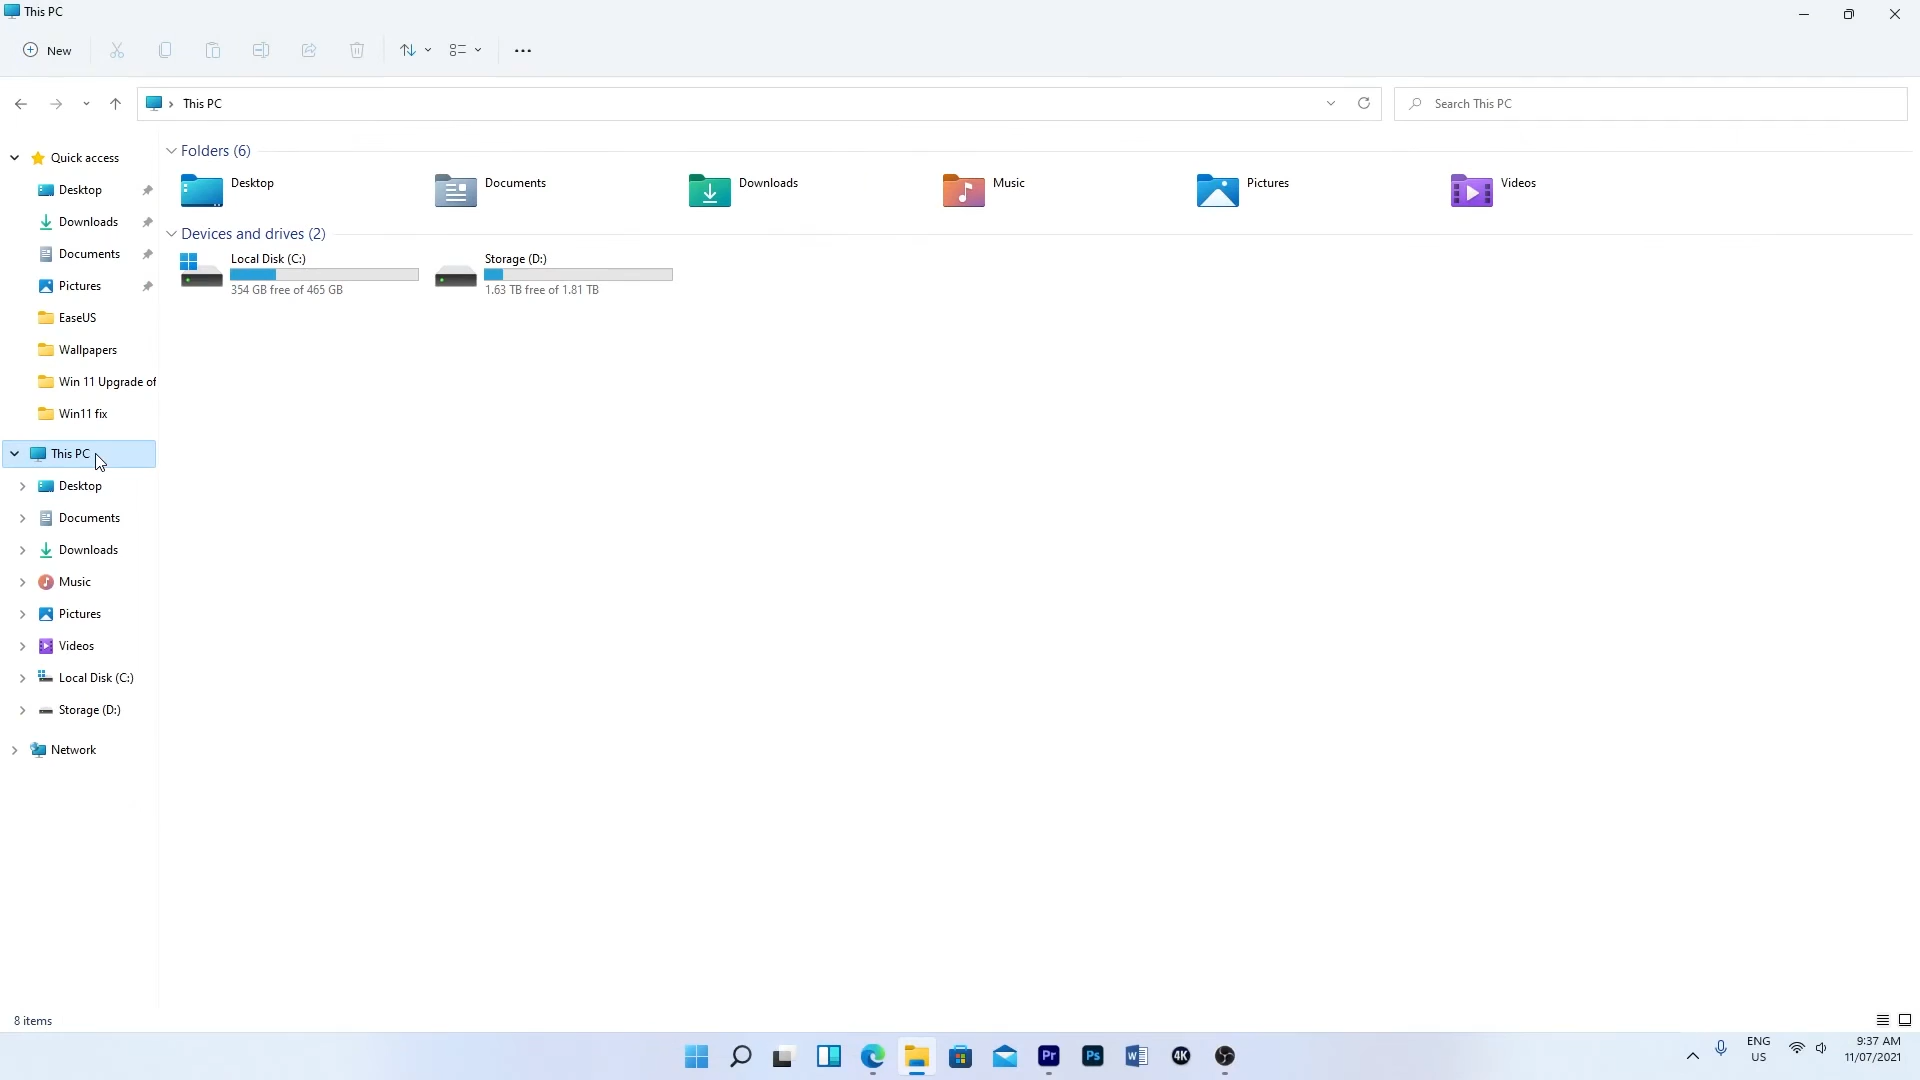 This PC
New
This PC
Search This PC
Quick access
Desktop
Downloads
Documents
Pictures
EaseUS
Wallpapers
Win 11 Upgrade of
Win11 fix
This PC
Desktop
Documents
Downloads
Music
Pictures
Videos
Local Disk (C:)
Storage (D:)
Network
Folders (6)
Desktop
Documents
Downloads
Music
Pictures
Videos
Devices and drives (2)
Local Disk (C:)
354 GB free of 465 GB
Storage (D:)
1.63 TB free of 1.81 TB
8 items
Pr
Ps
W
4K
ENG
US
9:37 AM
11/07/2021